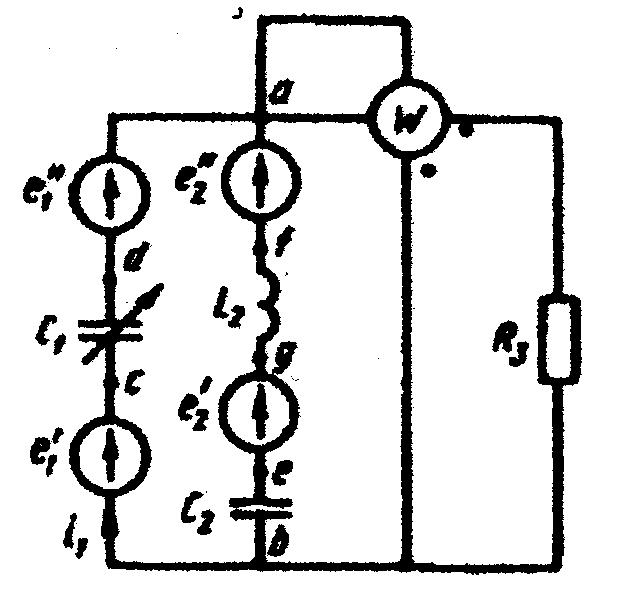 a
W
e₁″
e₂″
d
f
C₁
L₂
R₃
g
c
e₂′
e₁′
e
C₂
i₁
b